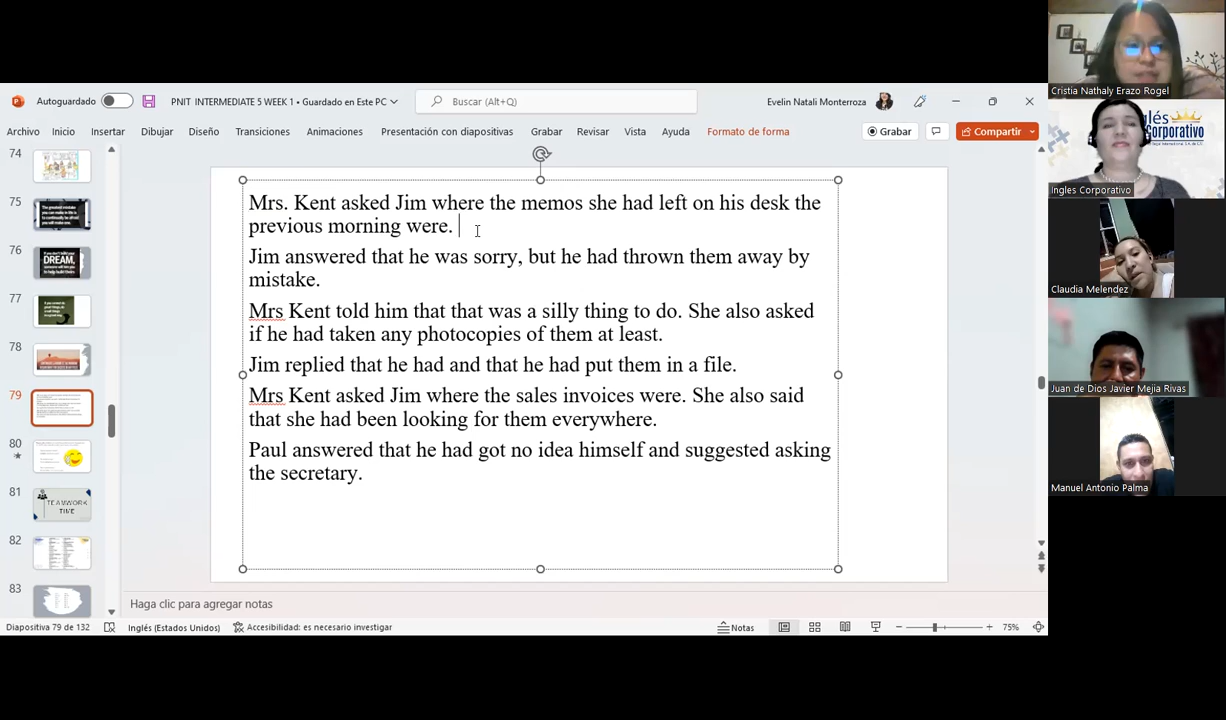 Autoguardado
PNIT INTERMEDIATE 5 WEEK 1 • Guardado en Este PC
Buscar (Alt+Q)
Evelin Natali Monterroza
Archivo Inicio Insertar Dibujar Diseño Transiciones Animaciones Presentación con diapositivas Grabar Revisar Vista Ayuda Formato de forma
Grabar
Compartir
74
75
76
DREAM,
77
78
79
80
81
TEAMWORK
TIME
82
83
Mrs. Kent asked Jim where the memos she had left on his desk the
previous morning were.
Jim answered that he was sorry, but he had thrown them away by
mistake.
Mrs Kent told him that that was a silly thing to do. She also asked
if he had taken any photocopies of them at least.
Jim replied that he had and that he had put them in a file.
Mrs Kent asked Jim where the sales invoices were. She also said
that she had been looking for them everywhere.
Paul answered that he had got no idea himself and suggested asking
the secretary.
Haga clic para agregar notas
Diapositiva 79 de 132
Inglés (Estados Unidos)
Accesibilidad: es necesario investigar
Notas
75%
Cristia Nathaly Erazo Rogel
glés
Corporativo
Ingles Corporativo
Claudia Melendez
Juan de Dios Javier Mejia Rivas
Manuel Antonio Palma